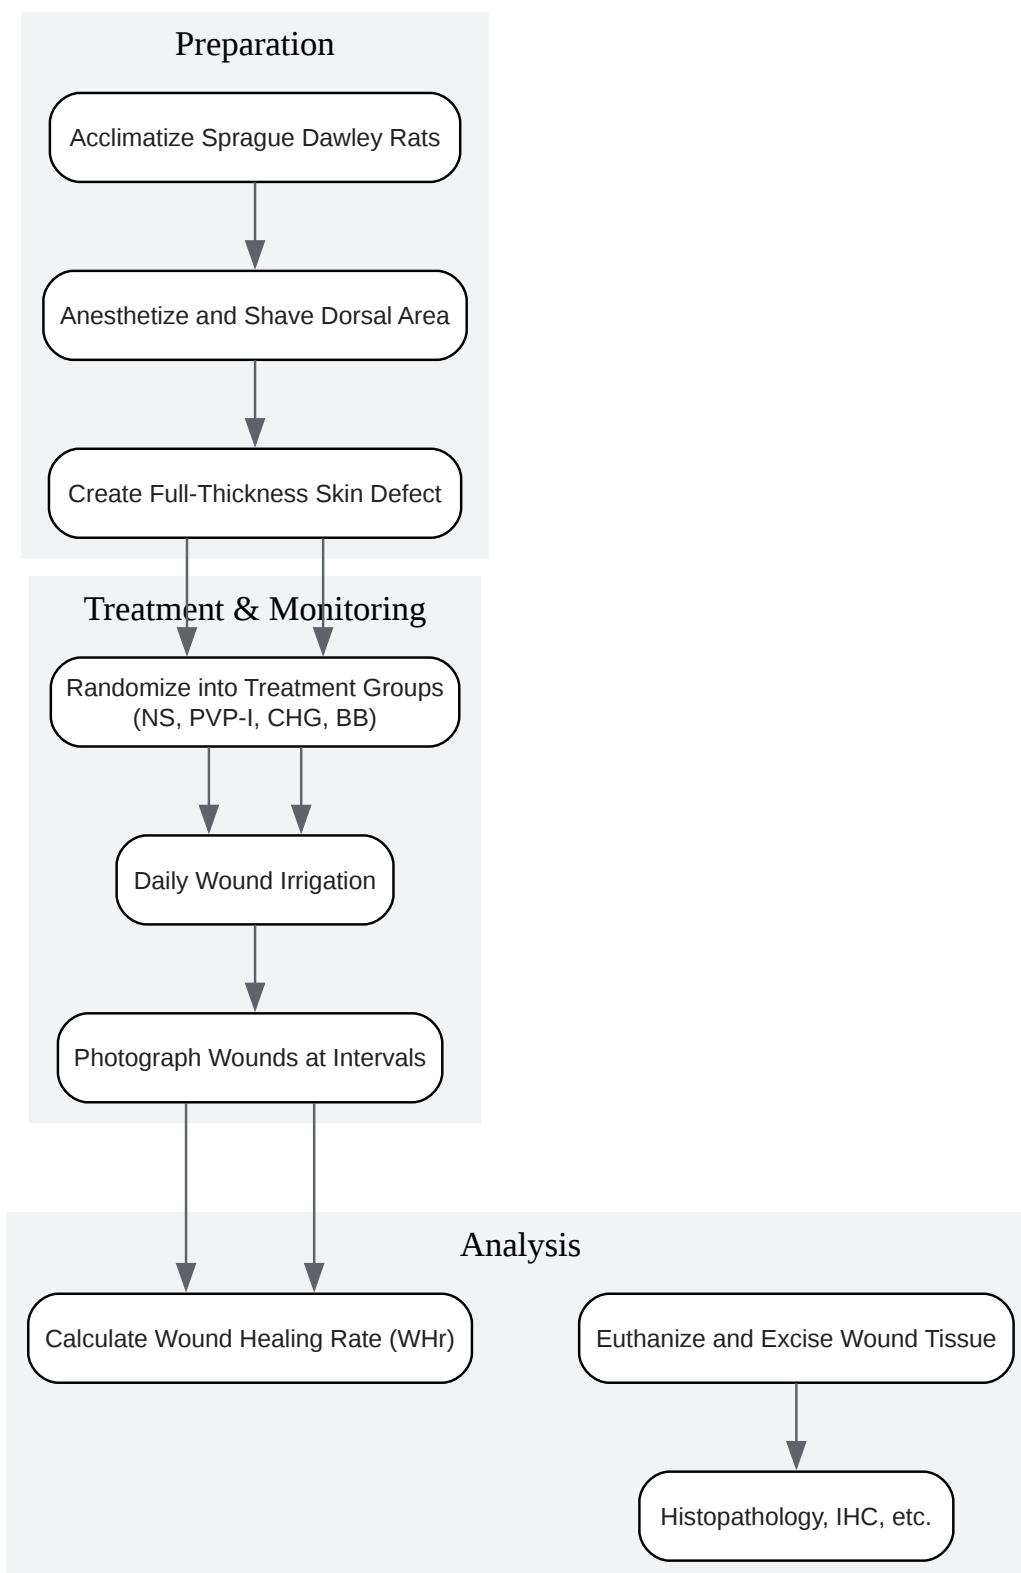 Preparation
Acclimatize Sprague Dawley Rats
Anesthetize and Shave Dorsal Area
Create Full-Thickness Skin Defect
Treatment & Monitoring
Randomize into Treatment Groups
(NS, PVP-I, CHG, BB)
Daily Wound Irrigation
Photograph Wounds at Intervals
Analysis
Calculate Wound Healing Rate (WHr)
Euthanize and Excise Wound Tissue
Histopathology, IHC, etc.